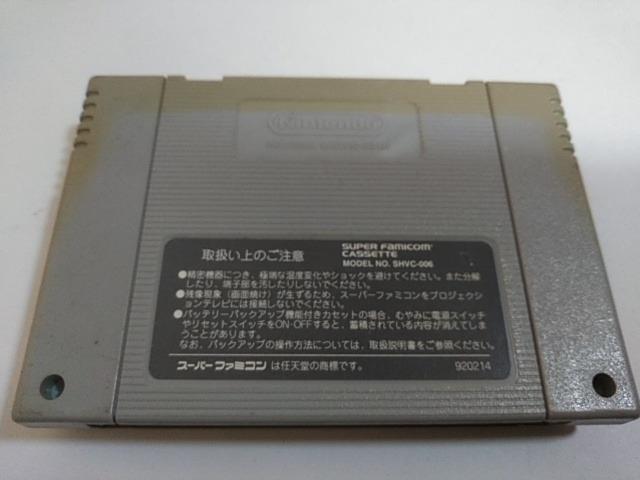 Nintendo
取扱い上のご注意
SUPER Famicom
CASSETTE
MODEL NO. SHVC-006
●精密機器につき、極端な温度変化やショックを避けてください。また分解
したり、端子部を汚したりしないでください。
●残像現象(画面焼け)が生ずるため、スーパーファミコンをプロジェクシ
ョンテレビには接続しないでください。
●バッテリーバックアップ機能付きカセットの場合、むやみに電源スイッチ
やリセットスイッチをON・OFFすると、蓄積されている内容が消えてしま
うことがあります。
なお、バックアップの操作方法については、取扱説明書をご参照ください。
スーパーファミコン は任天堂の商標です。
920214